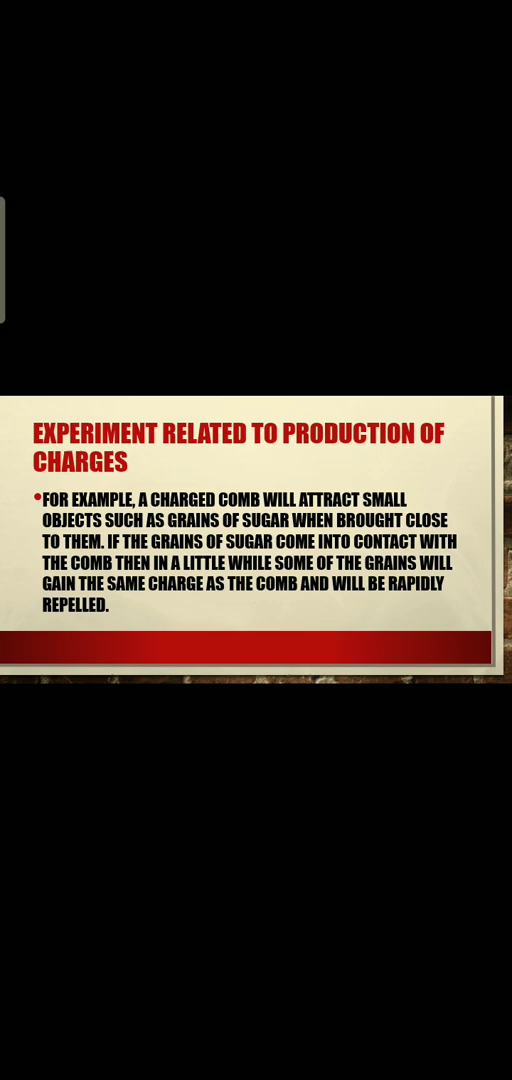 EXPERIMENT RELATED TO PRODUCTION OF
CHARGES
•FOR EXAMPLE, A CHARGED COMB WILL ATTRACT SMALL
OBJECTS SUCH AS GRAINS OF SUGAR WHEN BROUGHT CLOSE
TO THEM. IF THE GRAINS OF SUGAR COME INTO CONTACT WITH
THE COMB THEN IN A LITTLE WHILE SOME OF THE GRAINS WILL
GAIN THE SAME CHARGE AS THE COMB AND WILL BE RAPIDLY
REPELLED.